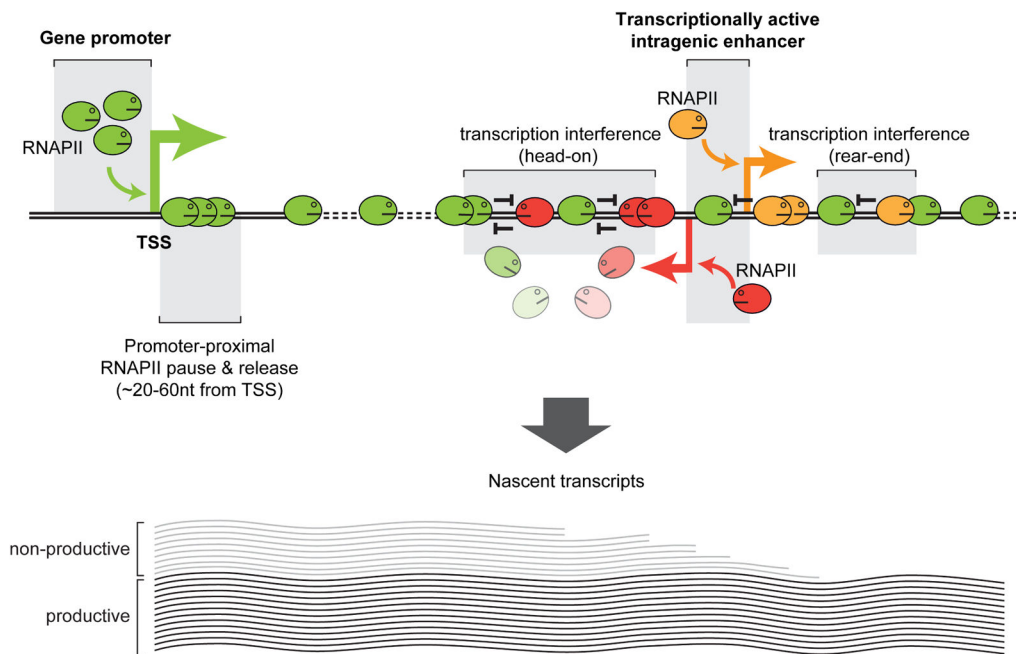 Gene promoter
Transcriptionally active
intragenic enhancer
RNAPII
RNAPII
transcription interference
(head-on)
transcription interference
(rear-end)
TSS
RNAPII
Promoter-proximal
RNAPII pause & release
(~20-60nt from TSS)
Nascent transcripts
non-productive
productive